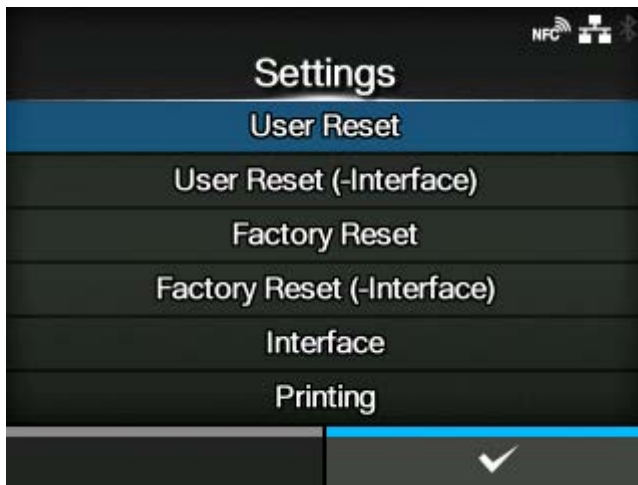 NFC
Settings
User Reset
User Reset (-Interface)
Factory Reset
Factory Reset (-Interface)
Interface
Printing